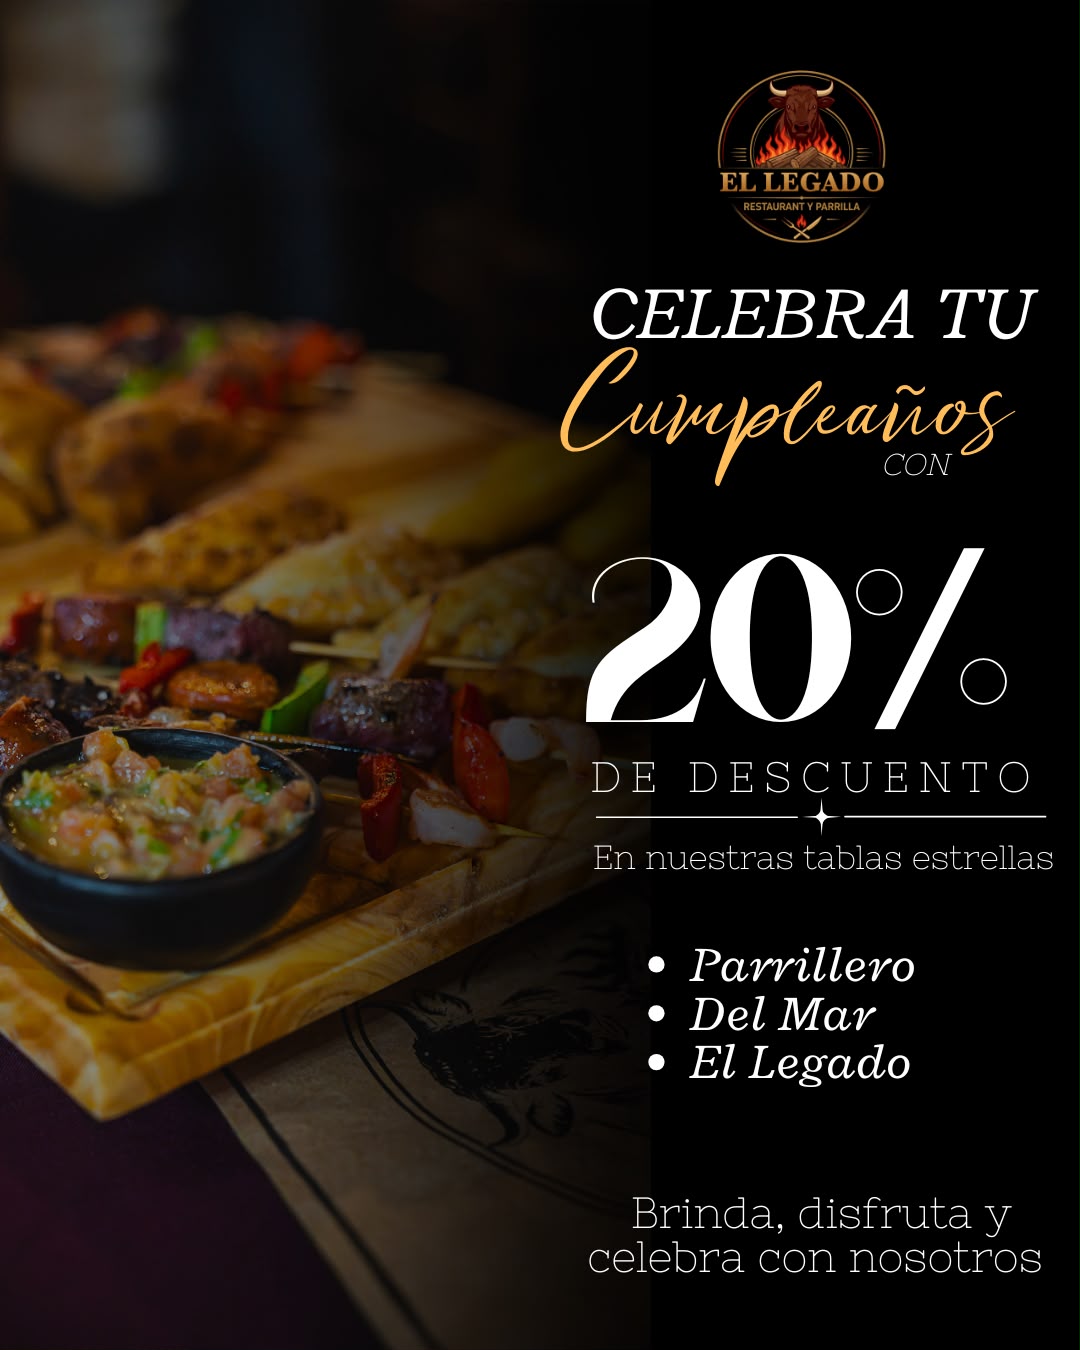 EL LEGADO
RESTAURANT Y PARRILLA
CELEBRA TU
Cumpleaños
CON
20%
DE DESCUENTO
En nuestras tablas estrellas
• Parrillero
• Del Mar
• El Legado
Brinda, disfruta y
celebra con nosotros